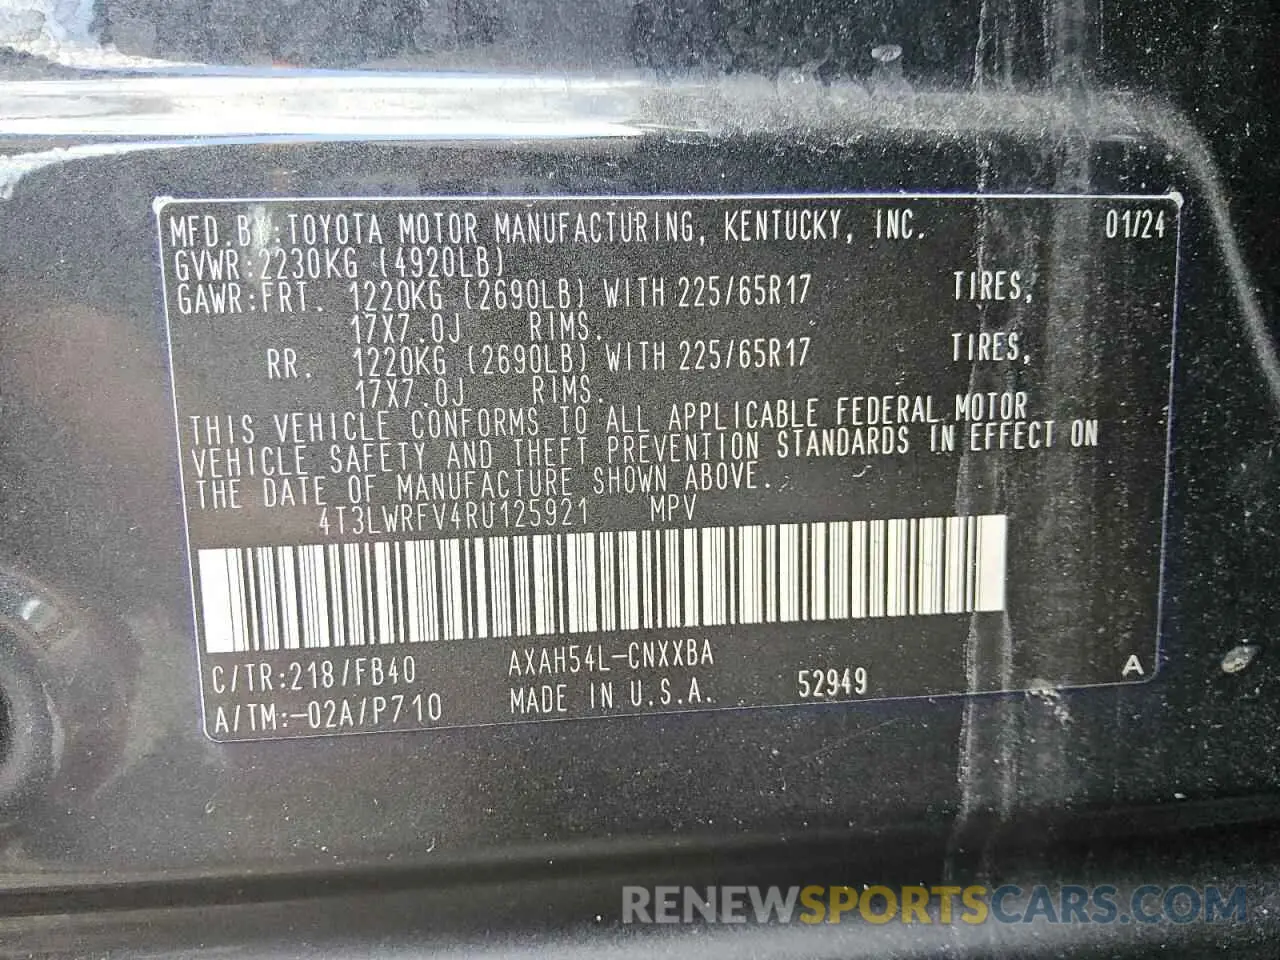 MFD. BY: TOYOTA MOTOR MANUFACTURING, KENTUCKY, INC. 01/24
GVWR: 2230KG (4920LB)
GAWR: FRT. 1220KG (2690LB) WITH 225/65R17 TIRES,
17X7.0J RIMS.
RR. 1220KG (2690LB) WITH 225/65R17 TIRES,
17X7.0J RIMS.
THIS VEHICLE CONFORMS TO ALL APPLICABLE FEDERAL MOTOR
VEHICLE SAFETY AND THEFT PREVENTION STANDARDS IN EFFECT ON
THE DATE OF MANUFACTURE SHOWN ABOVE.
4T3LWRFV4RU125921 MPV
C/TR:218/FB40 AXAH54L-CNXXBA
A/TM:-02A/P710 MADE IN U.S.A. 52949 A
RENEWSPORTSCARS.COM